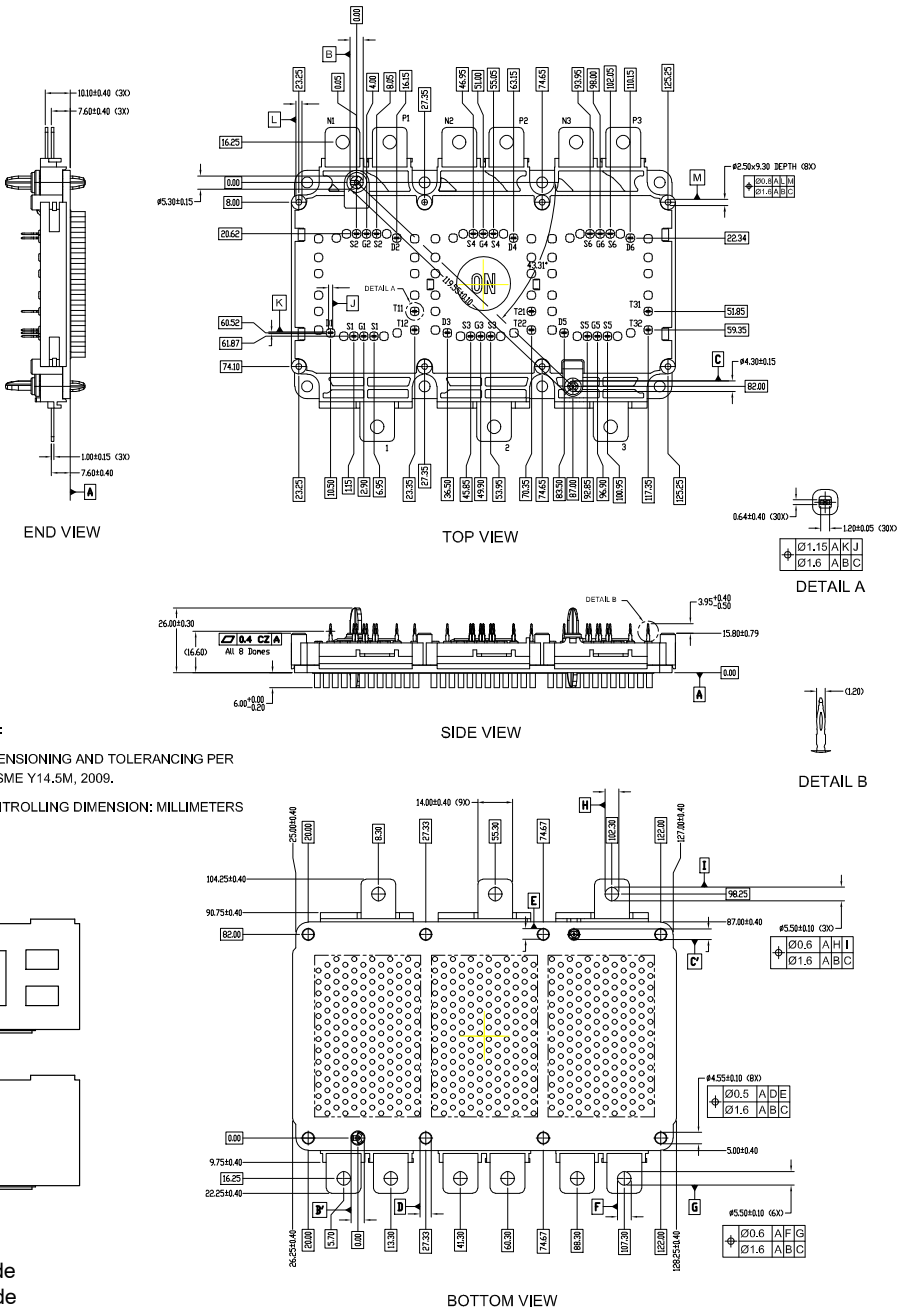 0.00
B
L
23.25
0.05
4.00
8.05
16.15
27.35
46.95
51.00
55.05
63.15
74.65
93.95
98.00
102.05
110.15
125.25
10.10±0.40 (3X)
7.60±0.40 (3X)
N1
P1
N2
P2
N3
P3
16.25
0.00
ø5.30±0.15
8.00
20.62
ø2.50x9.30 DEPTH (8X)
Ø0.8 A L M
Ø1.6 A B C
M
22.34
S2 G2 S2
D2
S4 G4 S4
D4
S6 G6 S6
D6
ON
43.31°
119.35±0.10
DETAIL A
K
J
T11
T12
T21
T22
T31
T32
51.85
59.35
60.52
61.87
D1
S1 G1 S1
D3
S3 G3 S3
D5
S5 G5 S5
74.10
C
ø4.30±0.15
82.00
1
2
3
1.00±0.15 (3X)
7.60±0.40
A
23.25
10.50
1.15
2.90
6.95
23.35
27.35
36.50
45.85
49.90
53.95
70.35
74.65
83.50
87.00
92.85
96.90
100.95
117.35
125.25
END VIEW
TOP VIEW
0.64±0.40 (30X)
1.20±0.05 (30X)
Ø1.15 A K J
Ø1.6 A B C
DETAIL A
26.00±0.30
(16.60)
0.4 CZ A
All 8 Domes
6.00+0.00
-0.20
DETAIL B
3.95+0.40
-0.50
15.80±0.79
0.00
A
SIDE VIEW
(1.20)
DETAIL B
:
ENSIONING AND TOLERANCING PER
SME Y14.5M, 2009.
NTROLLING DIMENSION: MILLIMETERS
25.00±0.40
20.00
8.30
27.33
14.00±0.40 (9X)
55.30
74.67
H
102.30
122.00
127.00±0.40
104.25±0.40
90.75±0.40
82.00
E
I
98.25
87.00±0.40
C'
ø5.50±0.10 (3X)
Ø0.6 A H I
Ø1.6 A B C
ø4.55±0.10 (8X)
Ø0.5 A D E
Ø1.6 A B C
0.00
9.75±0.40
16.25
22.25±0.40
5.00±0.40
B'
D
F
G
ø5.50±0.10 (6X)
Ø0.6 A F G
Ø1.6 A B C
26.25±0.40
20.00
5.70
0.00
13.30
27.33
41.30
60.30
74.67
88.30
107.30
122.00
128.25±0.40
de
de
BOTTOM VIEW